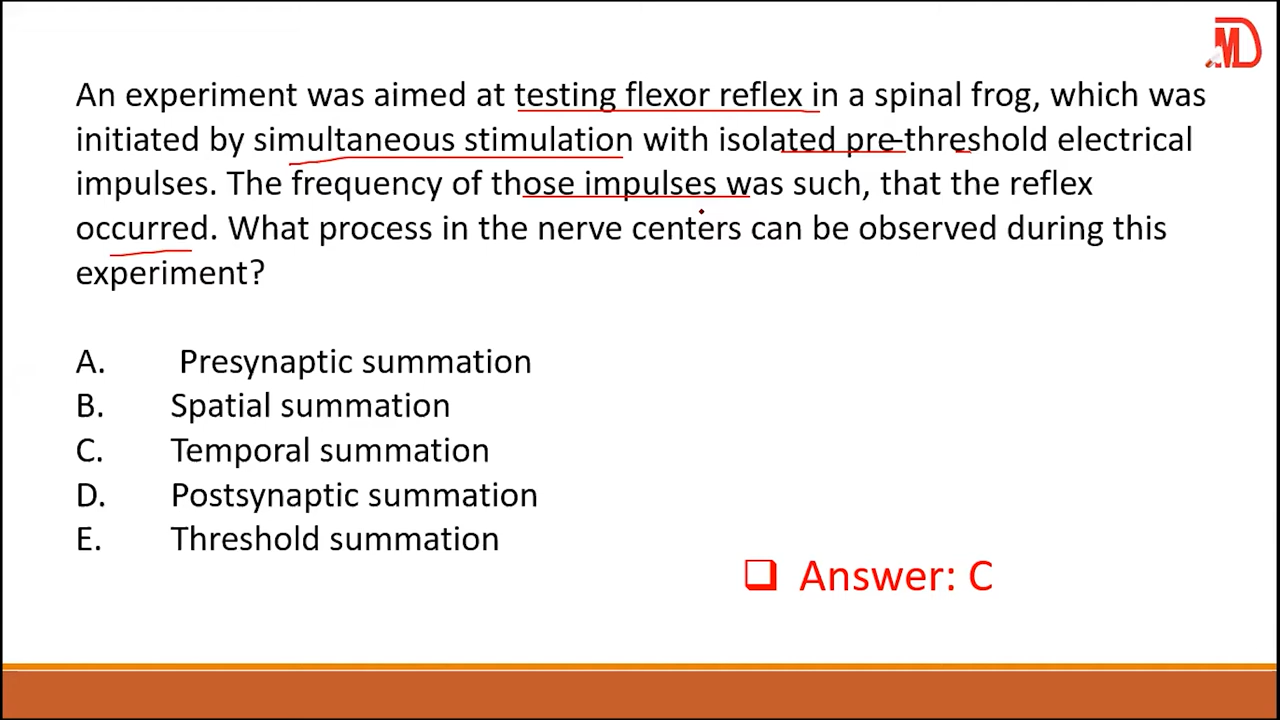 MD
An experiment was aimed at testing flexor reflex in a spinal frog, which was
initiated by simultaneous stimulation with isolated pre-threshold electrical
impulses. The frequency of those impulses was such, that the reflex
occurred. What process in the nerve centers can be observed during this
experiment?
A. Presynaptic summation
B. Spatial summation
C. Temporal summation
D. Postsynaptic summation
E. Threshold summation
❑ Answer: C